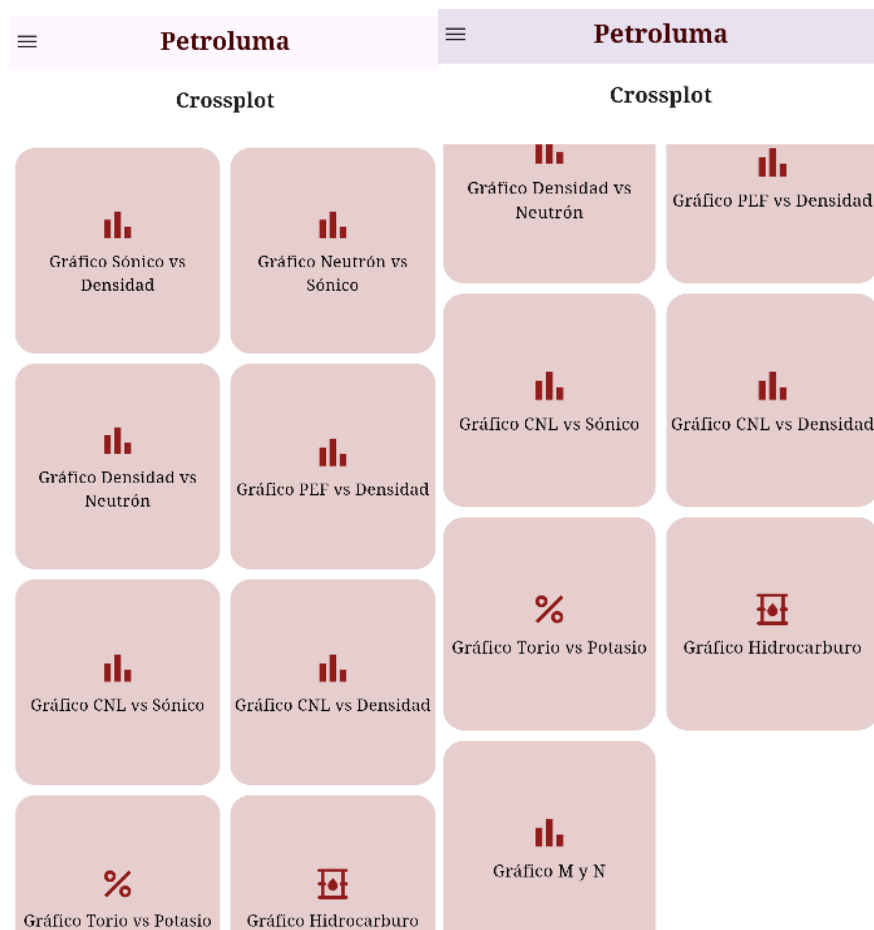 Petroluma
Crossplot
Gráfico Sónico vs
Densidad
Gráfico Neutrón vs
Sónico
Gráfico Densidad vs
Neutrón
Gráfico PEF vs Densidad
Gráfico CNL vs Sónico
Gráfico CNL vs Densidad
Gráfico Torio vs Potasio
Gráfico Hidrocarburo
Petroluma
Crossplot
Gráfico Densidad vs
Neutrón
Gráfico PEF vs Densidad
Gráfico CNL vs Sónico
Gráfico CNL vs Densidad
Gráfico Torio vs Potasio
Gráfico Hidrocarburo
Gráfico M y N